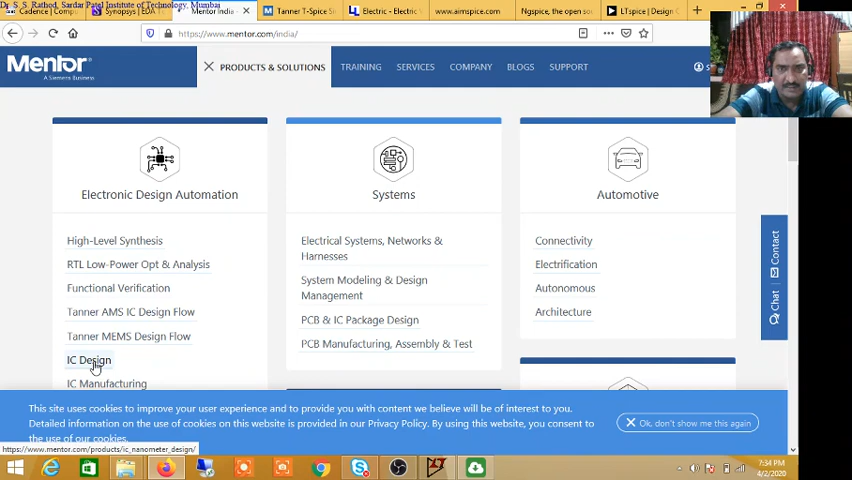 Dr. S. S. Rathod, Sardar Patel Institute of Technology, Mumbai
Cadence | Comp
Synopsys | EDA
Mentor India -
Tanner T-Spice Si
Electric - Electric
www.aimspice.com
Ngspice, the open so
LTspice | Design C
https://www.mentor.com/india/
Mentor®
A Siemens Business
PRODUCTS & SOLUTIONS
TRAINING
SERVICES
COMPANY
BLOGS
SUPPORT
Electronic Design Automation
High-Level Synthesis
RTL Low-Power Opt & Analysis
Functional Verification
Tanner AMS IC Design Flow
Tanner MEMS Design Flow
IC Design
IC Manufacturing
Systems
Electrical Systems, Networks &
Harnesses
System Modeling & Design
Management
PCB & IC Package Design
PCB Manufacturing, Assembly & Test
Automotive
Connectivity
Electrification
Autonomous
Architecture
Contact
Chat
This site uses cookies to improve your user experience and to provide you with content we believe will be of interest to you.
Detailed information on the use of cookies on this website is provided in our Privacy Policy. By using this website, you consent to
the use of our cookies.
Ok, don't show me this again
https://www.mentor.com/products/ic_nanometer_design/
7:34 PM
4/2/2020